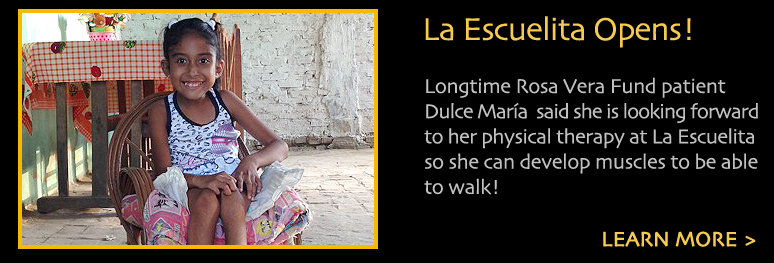 La Escuelita Opens!
Longtime Rosa Vera Fund patient
Dulce María said she is looking forward
to her physical therapy at La Escuelita
so she can develop muscles to be able
to walk!
LEARN MORE >